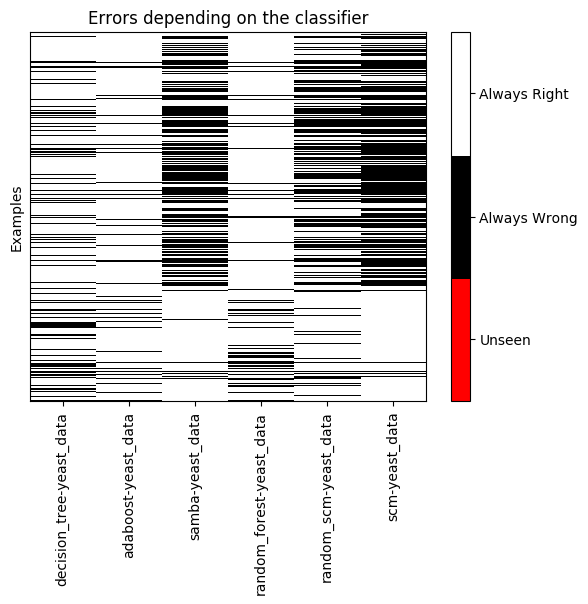 Errors depending on the classifier
Examples
Always Right
Always Wrong
Unseen
decision_tree-yeast_data
adaboost-yeast_data
samba-yeast_data
random_forest-yeast_data
random_scm-yeast_data
scm-yeast_data